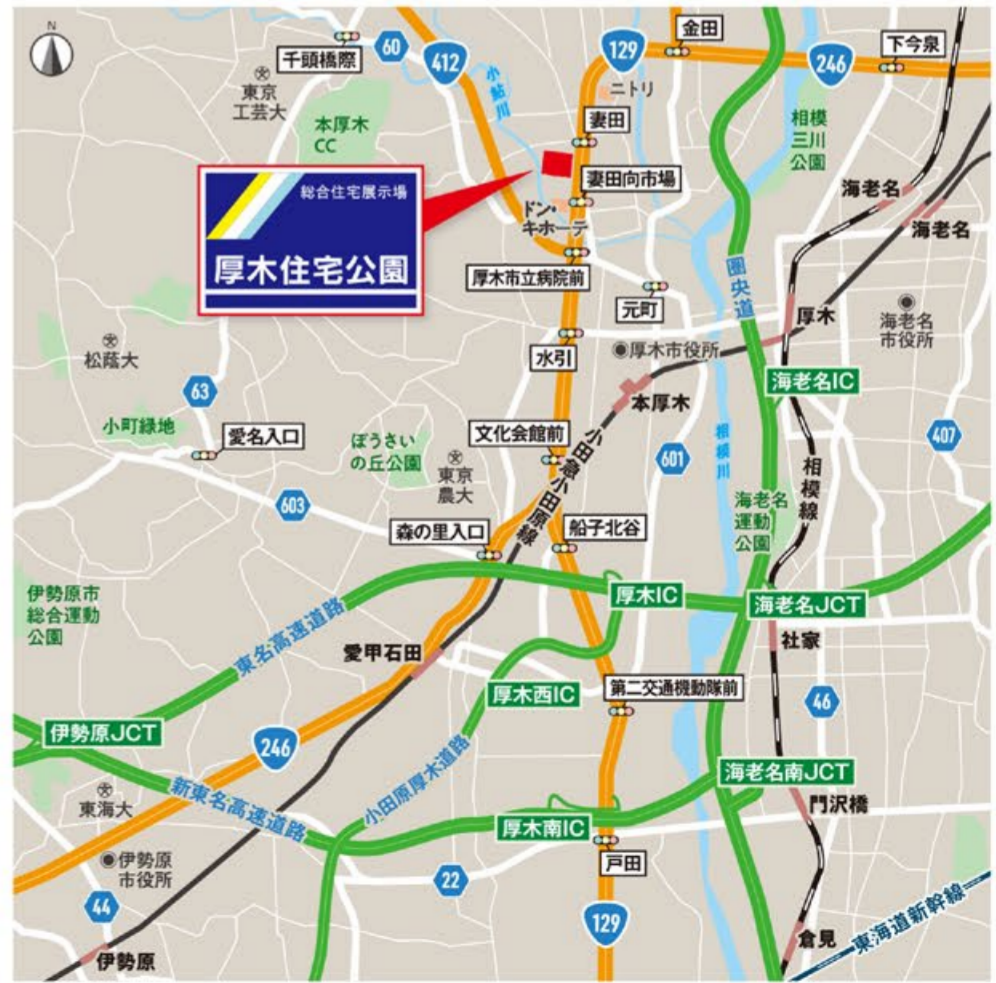 N
千頭橋際
60
412
小鮎川
129
金田
246
下今泉
東京
工芸大
本厚木
CC
ニトリ
妻田
相模
三川
公園
総合住宅展示場
厚木住宅公園
妻田向市場
海老名
海老名
ドン・
キホーテ
厚木市立病院前
圏央道
元町
厚木
海老名
市役所
松蔭大
水引
厚木市役所
海老名IC
63
本厚木
小町緑地
愛名入口
ぼうさい
の丘公園
文化会館前
小田急小田原線
601
相模川
407
東京
農大
相模線
603
海老名
運動
公園
森の里入口
船子北谷
伊勢原市
総合運動
公園
厚木IC
海老名JCT
東名高速道路
愛甲石田
社家
厚木西IC
第二交通機動隊前
46
伊勢原JCT
246
小田原厚木道路
海老名南JCT
新東名高速道路
東海大
門沢橋
厚木南IC
戸田
伊勢原
市役所
22
44
129
倉見
東海道新幹線
伊勢原